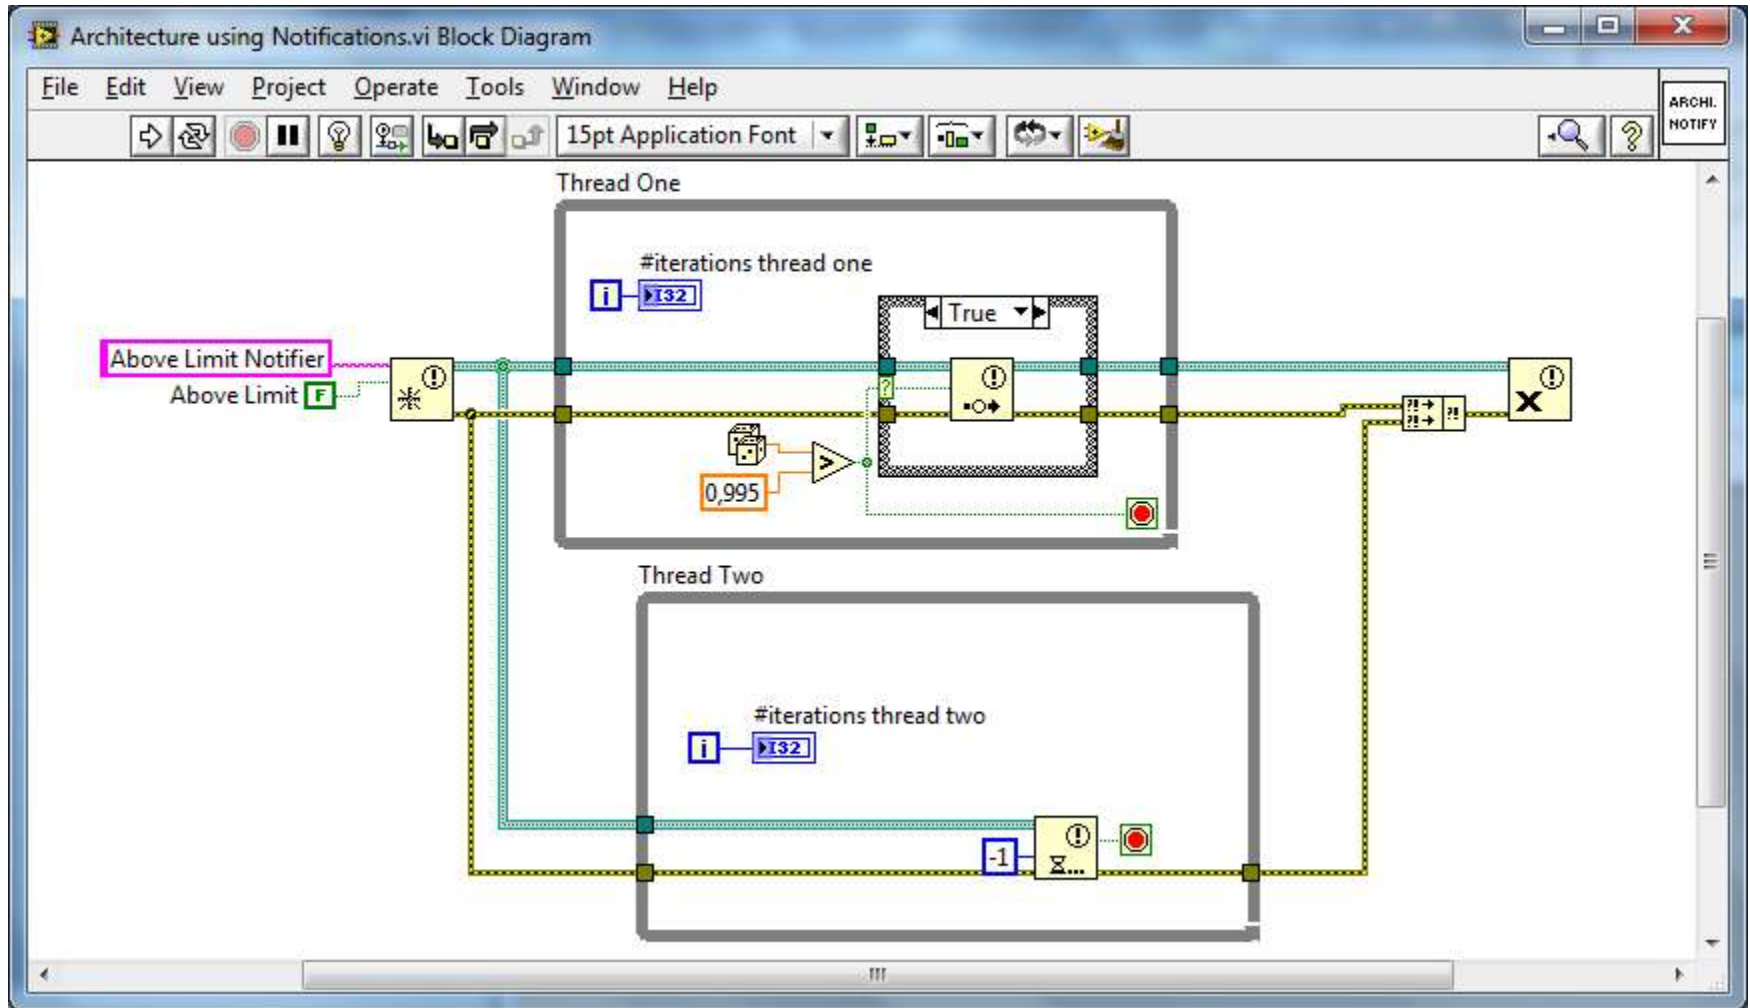 Architecture using Notifications.vi Block Diagram
File Edit View Project Operate Tools Window Help
ARCHI.
NOTIFY
15pt Application Font
Thread One
#iterations thread one
i I32
True
Above Limit Notifier
Above Limit F
?
0,995
>
Thread Two
#iterations thread two
i I32
-1